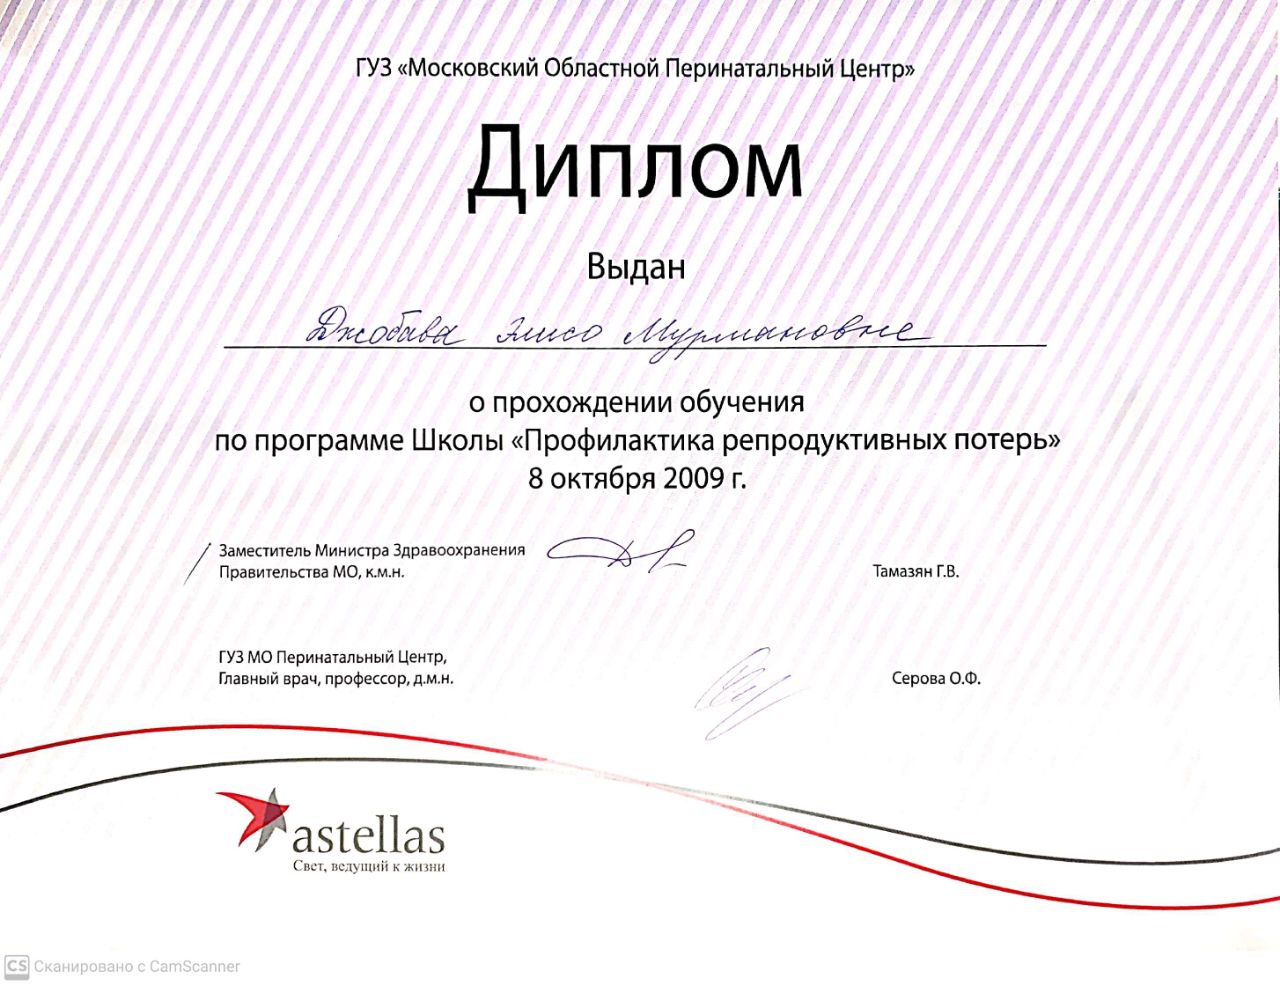 ГУЗ «Московский Областной Перинатальный Центр»
Диплом
Выдан
Джобава Элисо Мурмановне
о прохождении обучения
по программе Школы «Профилактика репродуктивных потерь»
8 октября 2009 г.
Заместитель Министра Здравоохранения
Правительства МО, к.м.н.
Тамазян Г.В.
ГУЗ МО Перинатальный Центр,
Главный врач, профессор, д.м.н.
Серова О.Ф.
astellas
Свет, ведущий к жизни
CS Сканировано с CamScanner